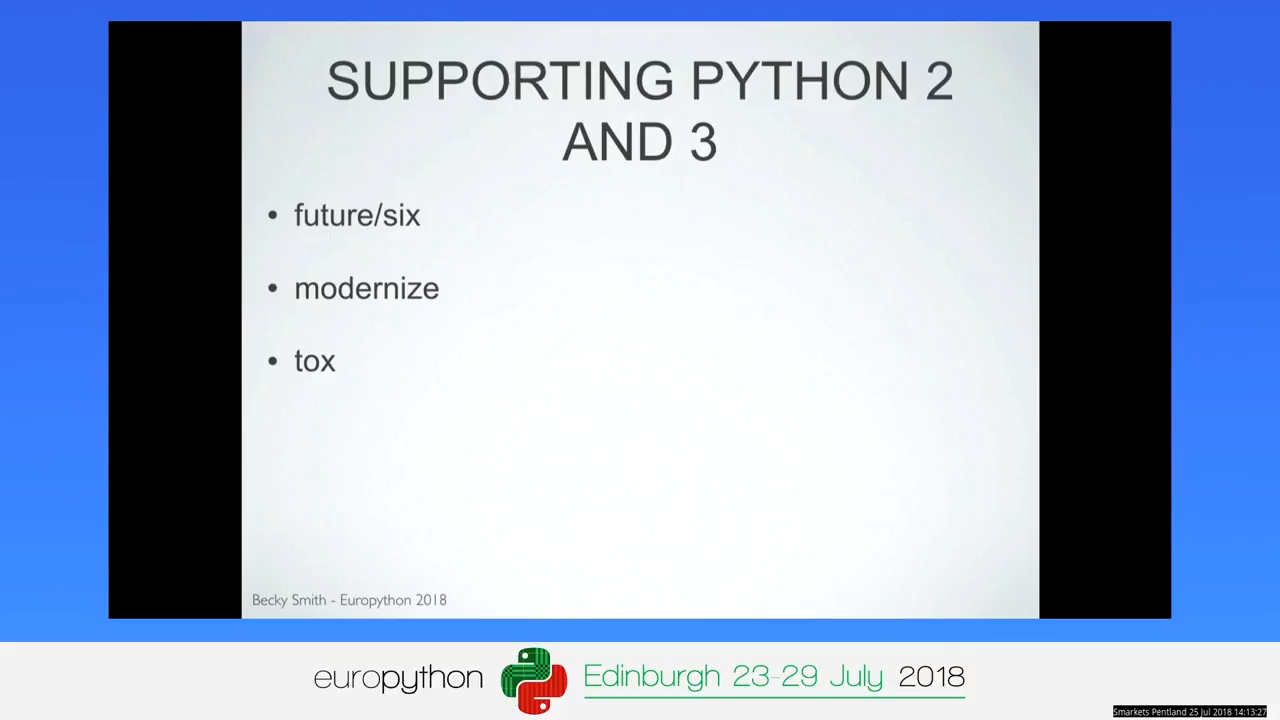 SUPPORTING PYTHON 2
AND 3
• future/six
• modernize
• tox
Becky Smith - Europython 2018
europython Edinburgh 23-29 July 2018
Smarkets Pentland 25 Jul 2018 14:13:27